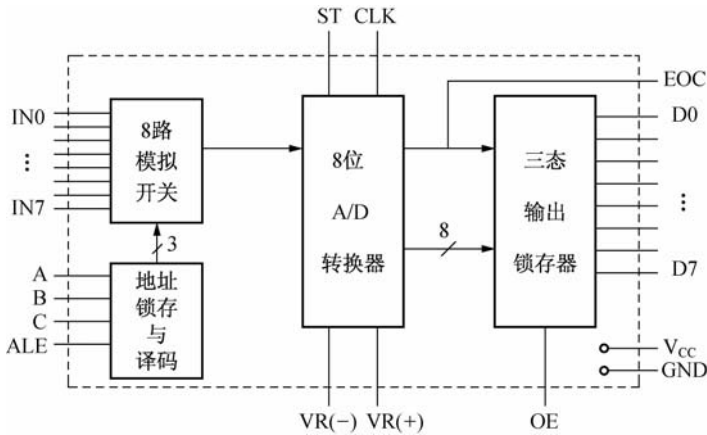 ST CLK
EOC
IN0
8路
模拟
开关
⋮
IN7
8位
A/D
转换器
8
三态
输出
锁存器
D0
⋮
D7
3
A
B
C
ALE
地址
锁存
与
译码
V_CC
GND
VR(−) VR(+)
OE